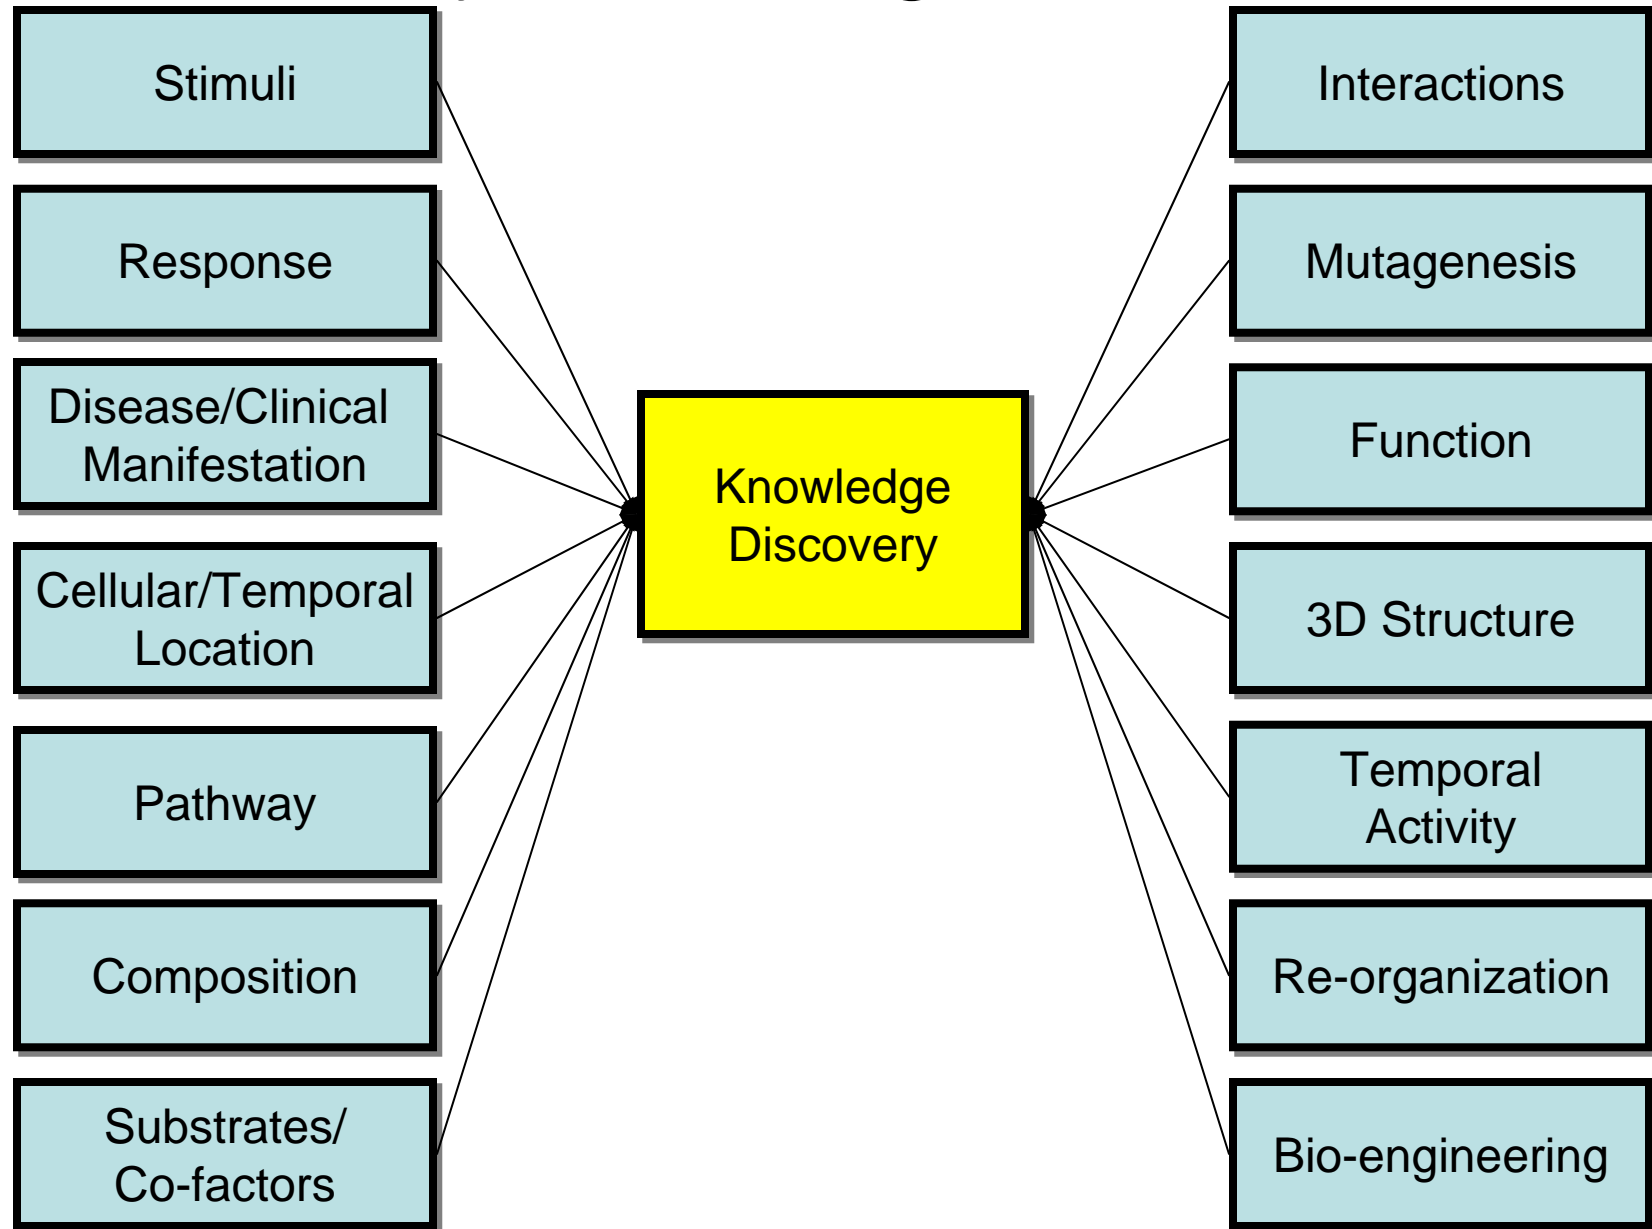 Stimuli
Response
Disease/Clinical
Manifestation
Cellular/Temporal
Location
Pathway
Composition
Substrates/
Co-factors
Knowledge
Discovery
Interactions
Mutagenesis
Function
3D Structure
Temporal
Activity
Re-organization
Bio-engineering